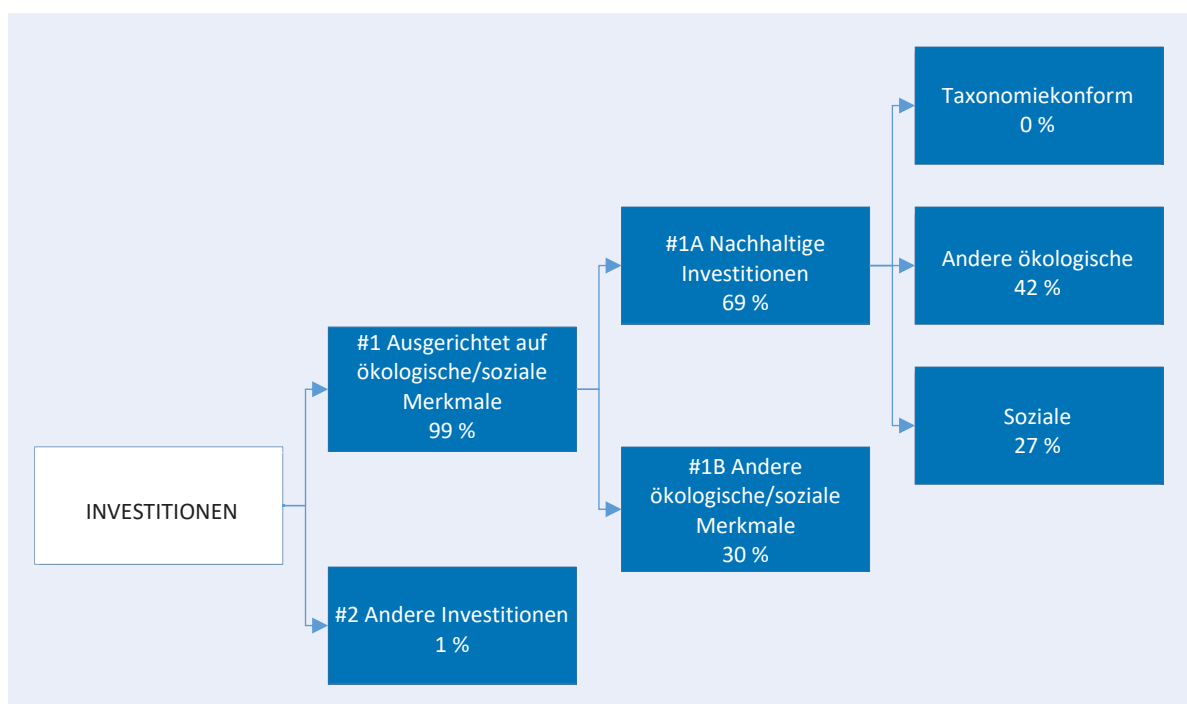 INVESTITIONEN
#1 Ausgerichtet auf
ökologische/soziale
Merkmale
99 %
#2 Andere Investitionen
1 %
#1A Nachhaltige
Investitionen
69 %
#1B Andere
ökologische/soziale
Merkmale
30 %
Taxonomiekonform
0 %
Andere ökologische
42 %
Soziale
27 %